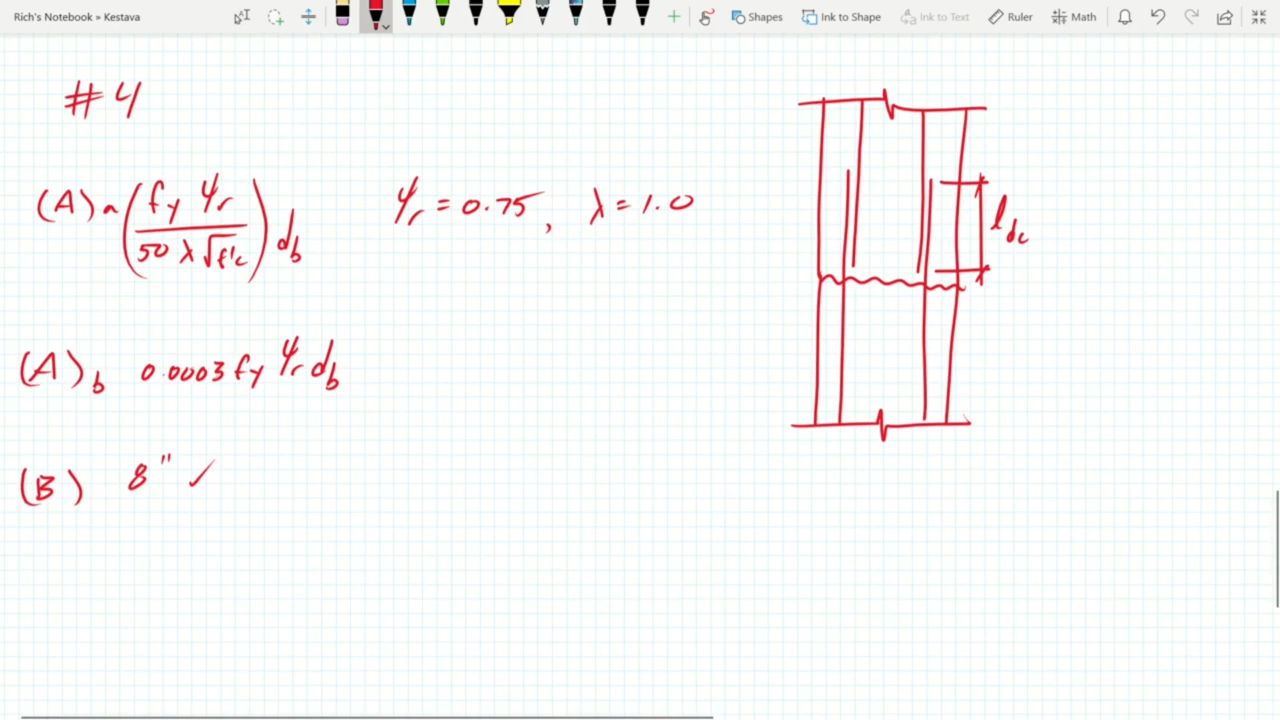 Rich's Notebook » Kestava
Shapes Ink to Shape Ink to Text Ruler Math
#4
(A)a (fy ψr / 50 λ √f'c) db ψr = 0.75, λ = 1.0
ldc
(A)b 0.0003 fy ψr db
(B) 8" ✓